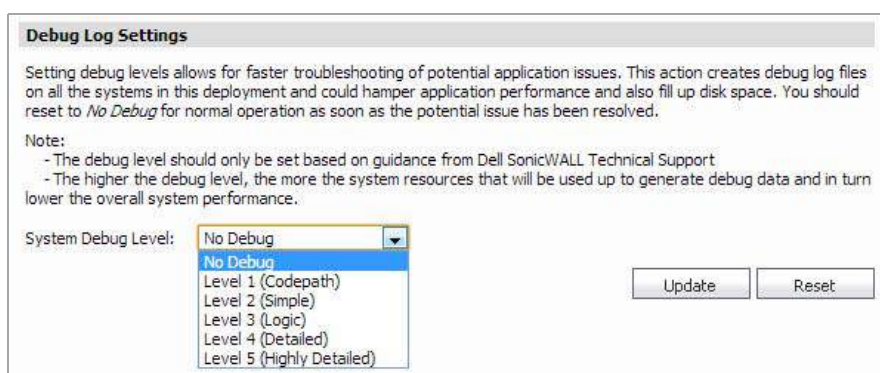 Debug Log Settings
Setting debug levels allows for faster troubleshooting of potential application issues. This action creates debug log files
on all the systems in this deployment and could hamper application performance and also fill up disk space. You should
reset to No Debug for normal operation as soon as the potential issue has been resolved.
Note:
- The debug level should only be set based on guidance from Dell SonicWALL Technical Support
- The higher the debug level, the more the system resources that will be used up to generate debug data and in turn
lower the overall system performance.
System Debug Level: No Debug
No Debug
Level 1 (Codepath)
Level 2 (Simple)
Level 3 (Logic)
Level 4 (Detailed)
Level 5 (Highly Detailed)
Update Reset